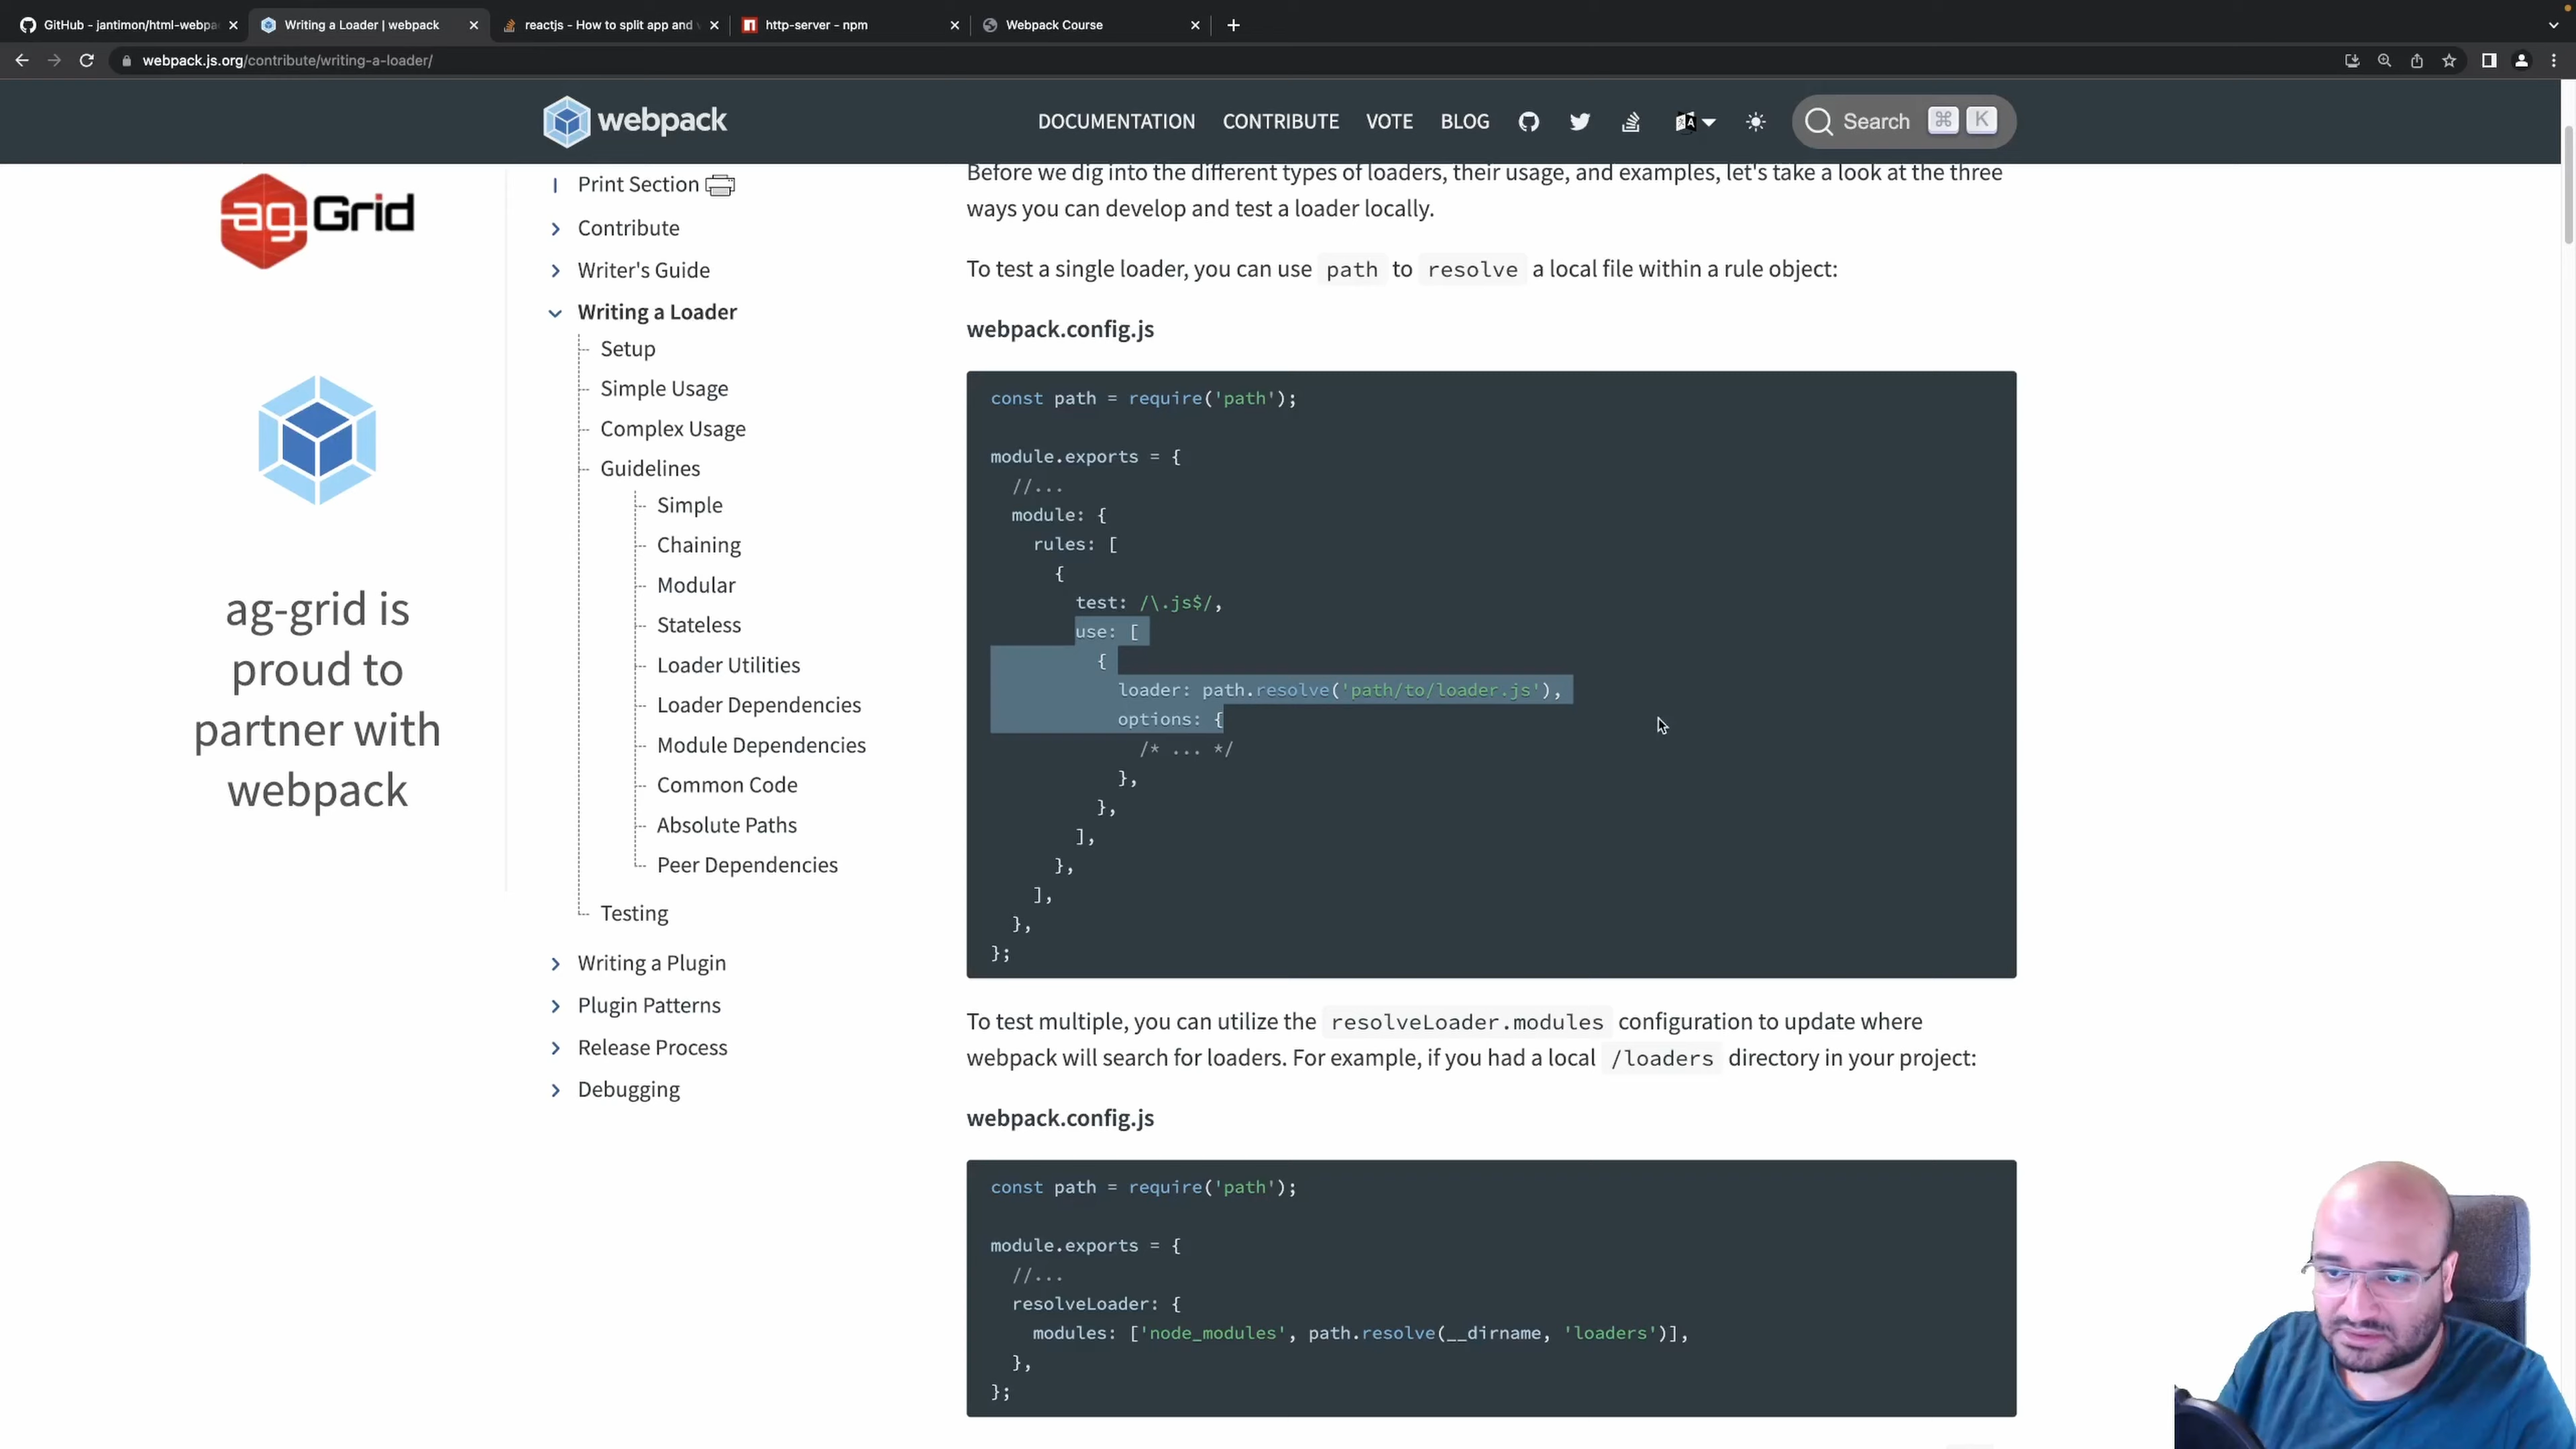 GitHub - jantimon/html-webpa
Writing a Loader | webpack
reactjs - How to split app and
http-server - npm
Webpack Course
webpack.js.org/contribute/writing-a-loader/
webpack
DOCUMENTATION
CONTRIBUTE
VOTE
BLOG
Search ⌘ K
ag Grid
ag-grid is
proud to
partner with
webpack
Print Section
Contribute
Writer's Guide
Writing a Loader
Setup
Simple Usage
Complex Usage
Guidelines
Simple
Chaining
Modular
Stateless
Loader Utilities
Loader Dependencies
Module Dependencies
Common Code
Absolute Paths
Peer Dependencies
Testing
Writing a Plugin
Plugin Patterns
Release Process
Debugging
Before we dig into the different types of loaders, their usage, and examples, let's take a look at the three
ways you can develop and test a loader locally.
To test a single loader, you can use path to resolve a local file within a rule object:
webpack.config.js
const path = require('path');
module.exports = {
//...
module: {
rules: [
{
test: /\.js$/,
use: [
{
loader: path.resolve('path/to/loader.js'),
options: {
/* ... */
},
},
],
},
],
},
};
To test multiple, you can utilize the resolveLoader.modules configuration to update where
webpack will search for loaders. For example, if you had a local /loaders directory in your project:
webpack.config.js
const path = require('path');
module.exports = {
//...
resolveLoader: {
modules: ['node_modules', path.resolve(__dirname, 'loaders')],
},
};